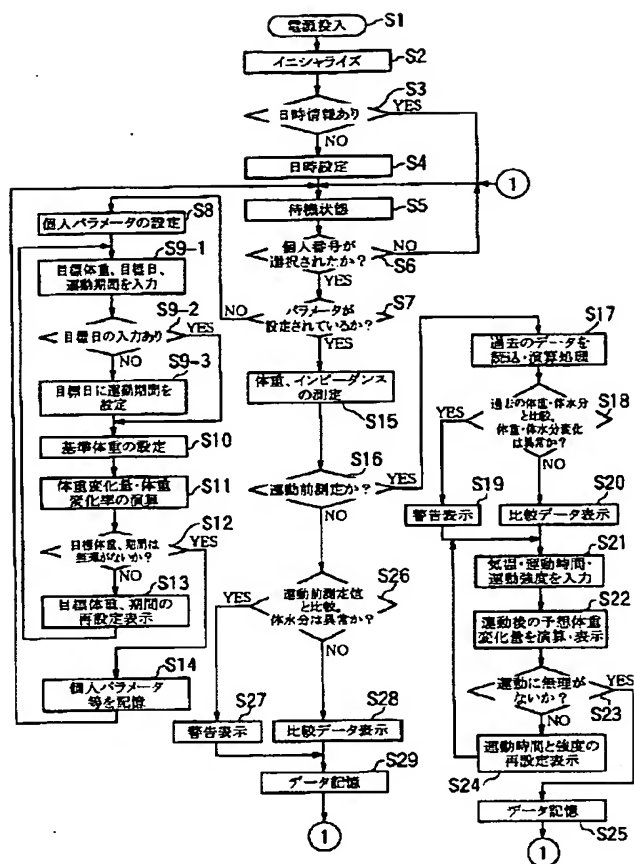 電源投入
S1
イニシャライズ
S2
日時情報あり
S3
YES
NO
日時設定
S4
1
待機状態
S5
個人番号が
選択されたか?
S6
NO
YES
パラメータが
設定されているか?
S7
NO
YES
個人パラメータの設定
S8
目標体重、目標日、
運動期間を入力
S9-1
目標日の入力あり
S9-2
YES
NO
目標日に運動期間を
設定
S9-3
基準体重の設定
S10
体重変化量・体重
変化率の演算
S11
目標体重、期間は
無理がないか?
S12
YES
NO
目標体重、期間の
再設定表示
S13
個人パラメータ
等を記憶
S14
体重、インピーダンス
の測定
S15
運動前測定か?
S16
YES
NO
運動前測定値
と比較。
体水分は異常か?
S26
YES
NO
警告表示
S27
比較データ表示
S28
データ記憶
S29
1
過去のデータを
読込・演算処理
S17
過去の体重・体水分
と比較。
体重・体水分変化
は異常か?
S18
YES
NO
警告表示
S19
比較データ表示
S20
気温・運動時間・
運動強度を入力
S21
運動後の予想体重
変化量を演算・表示
S22
運動に無理が
ないか?
S23
YES
NO
運動時間と強度の
再設定表示
S24
データ記憶
S25
1